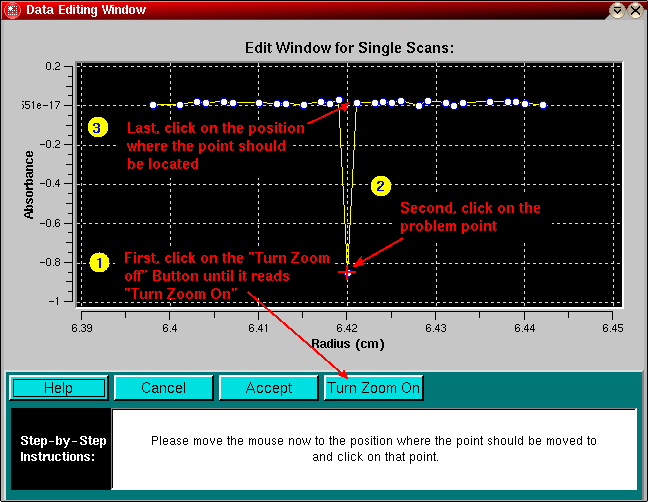 Data Editing Window
Edit Window for Single Scans:
0.2
551e-17
-0.2
-0.4
-0.6
-0.8
-1
Absorbance
3
Last, click on the position
where the point should
be located
2
Second, click on the
problem point
1
First, click on the "Turn Zoom
off" Button until it reads
"Turn Zoom On"
6.39
6.4
6.41
6.42
6.43
6.44
6.45
Radius (cm)
Help
Cancel
Accept
Turn Zoom On
Step-by-Step
Instructions:
Please move the mouse now to the position where the point should be moved to
and click on that point.